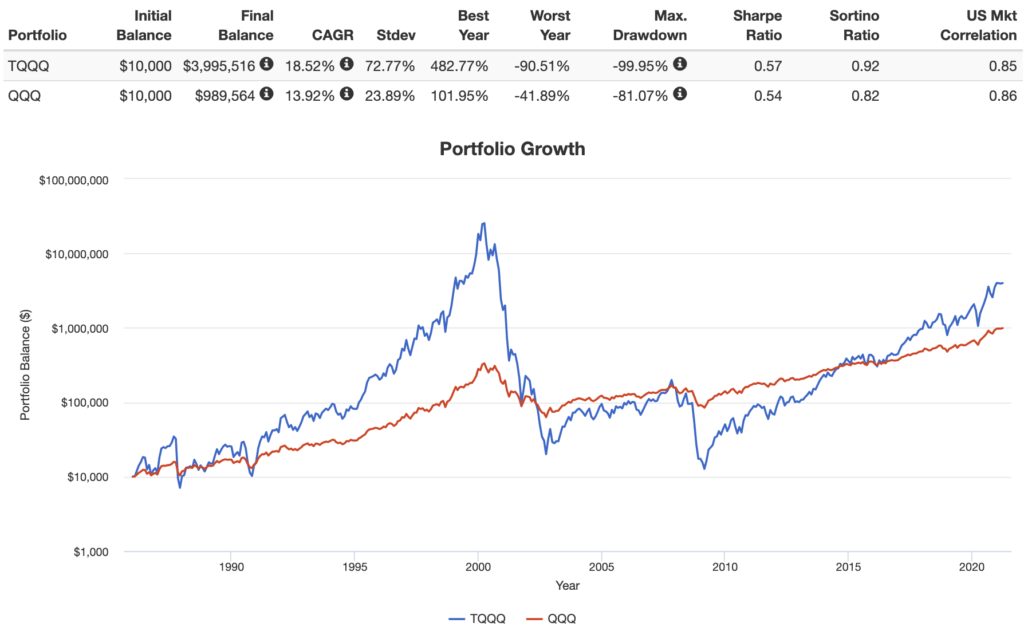 Initial Final Best Worst Max. Sharpe Sortino US Mkt
Portfolio Balance Balance CAGR Stdev Year Year Drawdown Ratio Ratio Correlation
TQQQ $10,000 $3,995,516 18.52% 72.77% 482.77% -90.51% -99.95% 0.57 0.92 0.85
QQQ $10,000 $989,564 13.92% 23.89% 101.95% -41.89% -81.07% 0.54 0.82 0.86
Portfolio Growth
$100,000,000
$10,000,000
$1,000,000
$100,000
$10,000
$1,000
Portfolio Balance ($)
1990 1995 2000 2005 2010 2015 2020
Year
TQQQ QQQ